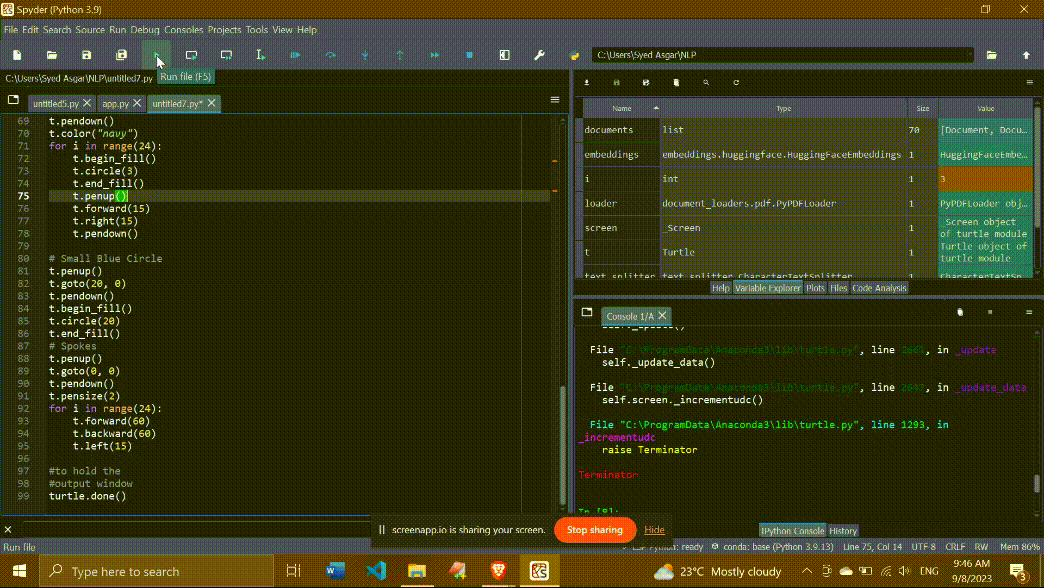 Spyder (Python 3.9)
File Edit Search Source Run Debug Consoles Projects Tools View Help
C:\Users\Syed Asgar\NLP
C:\Users\Syed Asgar\NLP\untitled7.py
Run file (F5)
untitled5.py
app.py
untitled7.py*
69 t.pendown()
70 t.color("navy")
71 for i in range(24):
72 t.begin_fill()
73 t.circle(3)
74 t.end_fill()
75 t.penup()
76 t.forward(15)
77 t.right(15)
78 t.pendown()
79
80 # Small Blue Circle
81 t.penup()
82 t.goto(20, 0)
83 t.pendown()
84 t.begin_fill()
85 t.circle(20)
86 t.end_fill()
87 # Spokes
88 t.penup()
89 t.goto(0, 0)
90 t.pendown()
91 t.pensize(2)
92 for i in range(24):
93 t.forward(60)
94 t.backward(60)
95 t.left(15)
96
97 #to hold the
98 #output window
99 turtle.done()
Name Type Size Value
documents list 70 [Document, Docu...
embeddings embeddings.huggingface.HuggingFaceEmbeddings 1 HuggingFaceEmbe...
i int 1 3
loader document_loaders.pdf.PyPDFLoader 1 PyPDFLoader obj...
screen _Screen 1 _Screen object
of turtle module
t Turtle 1 Turtle object of
turtle module
text_splitter text_splitter.CharacterTextSplitter 1 CharacterTextSp...
Help Variable Explorer Plots Files Code Analysis
Console 1/A
self._update()
File "C:\ProgramData\Anaconda3\lib\turtle.py", line 2661, in _update
self._update_data()
File "C:\ProgramData\Anaconda3\lib\turtle.py", line 2647, in _update_data
self.screen._incrementudc()
File "C:\ProgramData\Anaconda3\lib\turtle.py", line 1293, in
_incrementudc
raise Terminator
Terminator
In [8]:
screenapp.io is sharing your screen.
Stop sharing
Hide
IPython Console History
Run file
LSP Python: ready conda: base (Python 3.9.13) Line 75, Col 14 UTF-8 CRLF RW Mem 86%
Type here to search
23°C Mostly cloudy
ENG
9:46 AM
9/8/2023
3